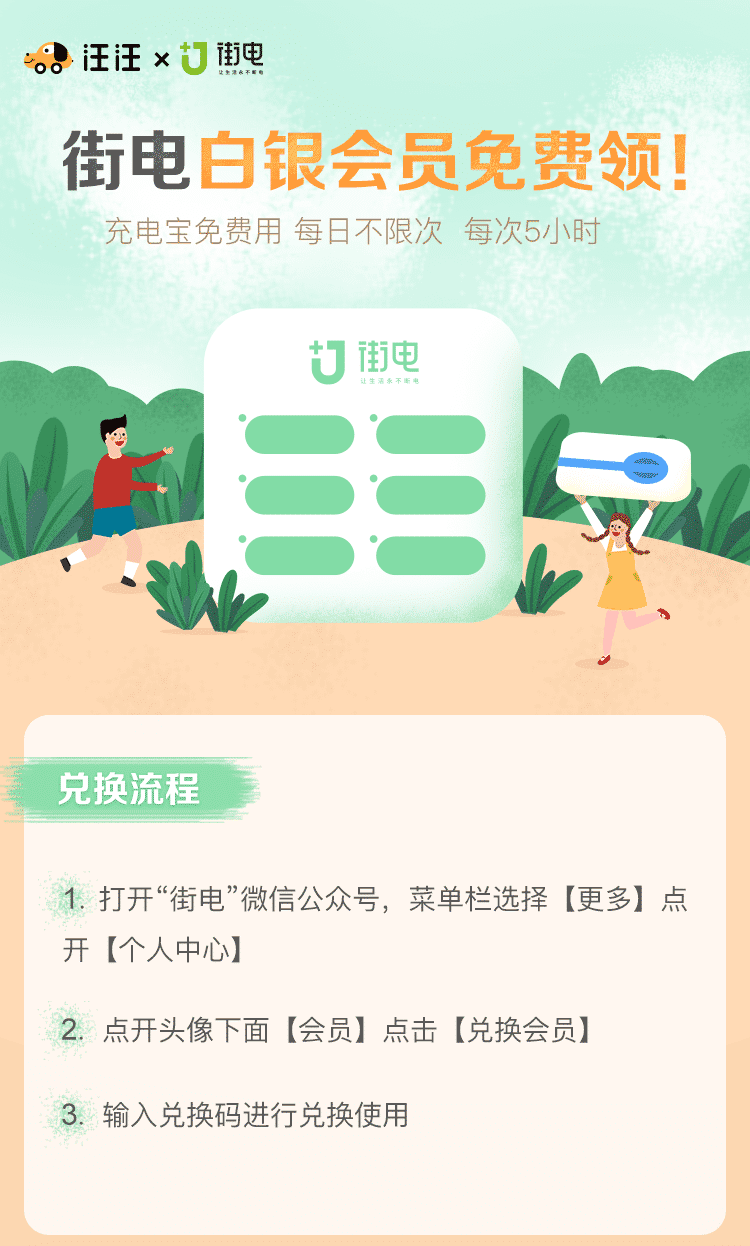 汪汪 × 街电
让生活永不断电
街电白银会员免费领！
充电宝免费用 每日不限次 每次5小时
街电
让生活永不断电
兑换流程
1. 打开“街电”微信公众号，菜单栏选择【更多】点
开【个人中心】
2. 点开头像下面【会员】点击【兑换会员】
3. 输入兑换码进行兑换使用